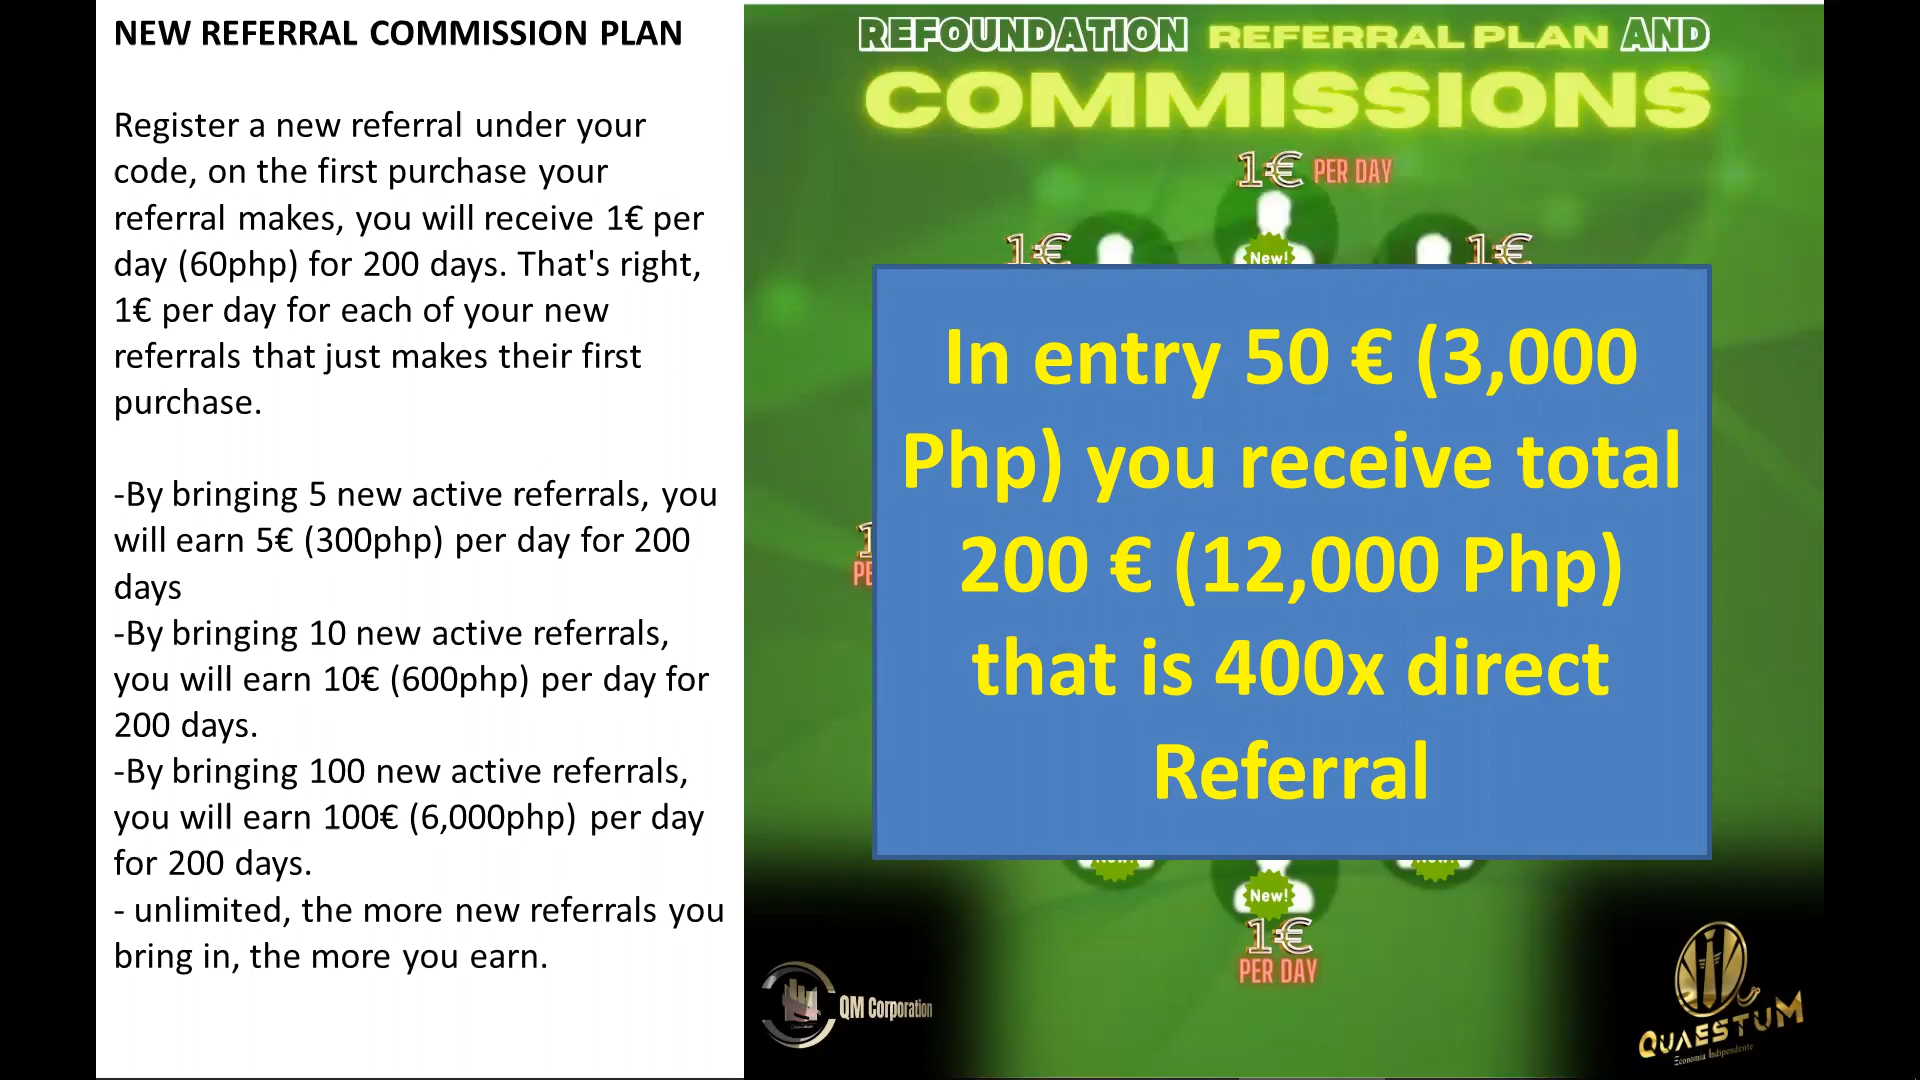 NEW REFERRAL COMMISSION PLAN
Register a new referral under your
code, on the first purchase your
referral makes, you will receive 1€ per
day (60php) for 200 days. That's right,
1€ per day for each of your new
referrals that just makes their first
purchase.
-By bringing 5 new active referrals, you
will earn 5€ (300php) per day for 200
days
-By bringing 10 new active referrals,
you will earn 10€ (600php) per day for
200 days.
-By bringing 100 new active referrals,
you will earn 100€ (6,000php) per day
for 200 days.
- unlimited, the more new referrals you
bring in, the more you earn.
REFOUNDATION REFERRAL PLAN AND
COMMISSIONS
1€ PER DAY
1€
1€
New!
In entry 50 € (3,000
Php) you receive total
200 € (12,000 Php)
that is 400x direct
Referral
New!
New!
New!
1€
PER DAY
QM Corporation
QUAESTUM
Economia Indipendente